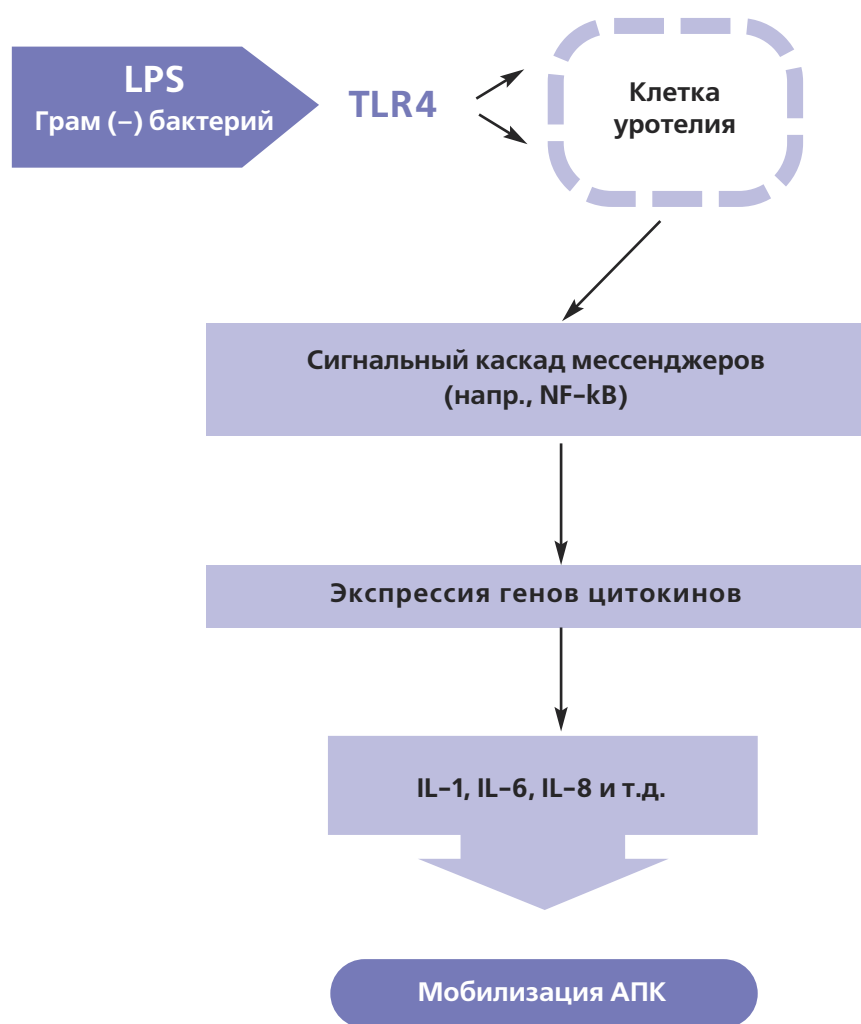 LPS
Грам (−) бактерий
TLR4
Клетка
уротелия
Сигнальный каскад мессенджеров
(напр., NF−kB)
Экспрессия генов цитокинов
IL−1, IL−6, IL−8 и т.д.
Мобилизация АПК